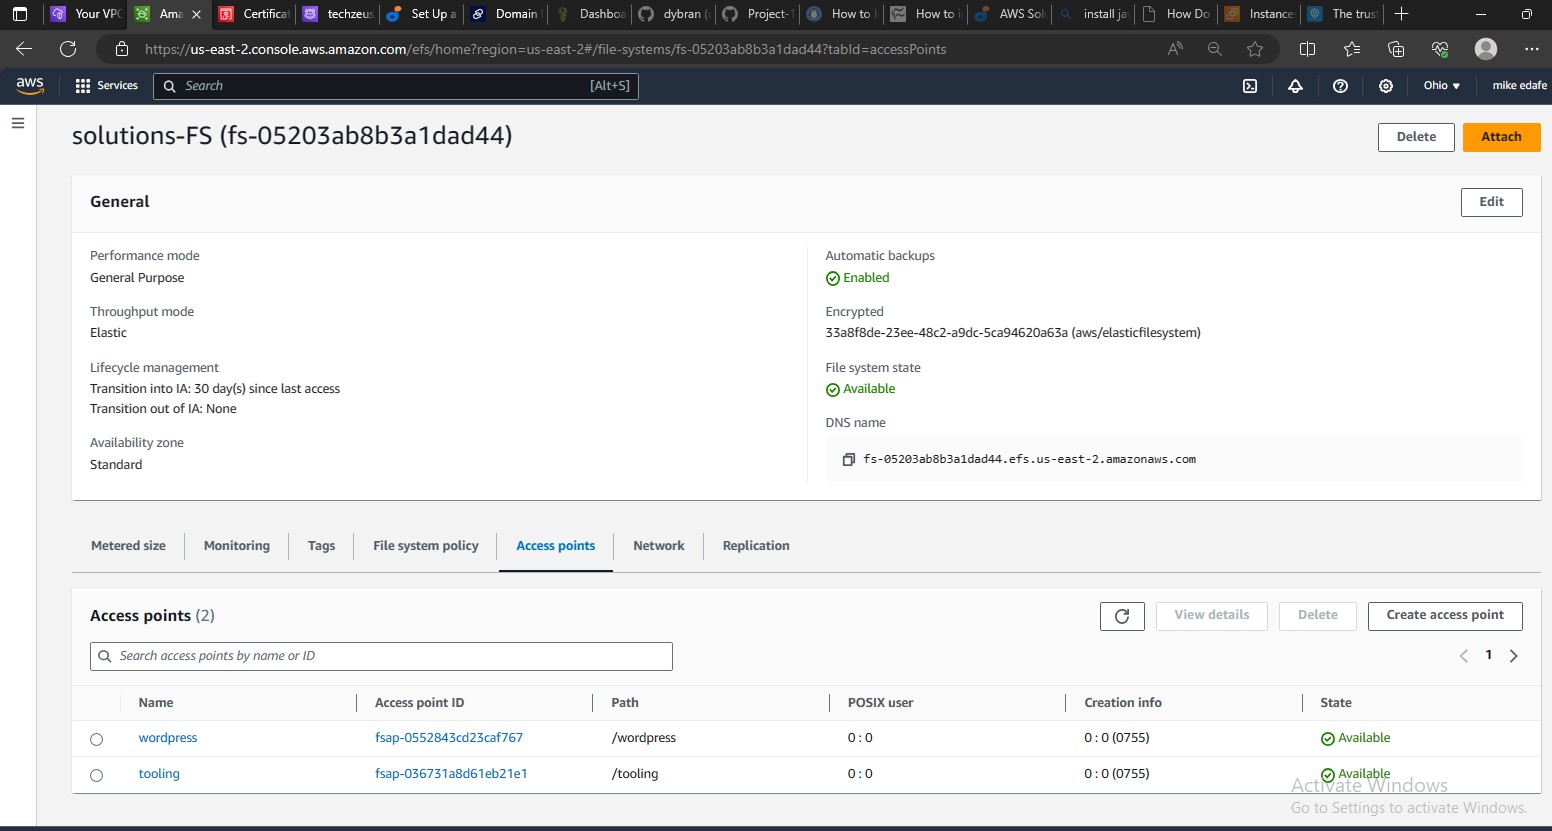 Your VPC
Ama
Certificat
techzeus
Set Up a
Domain
Dashboa
dybran (
Project-1
How to I
How to i
AWS Sol
install ja
How Do
Instance
The trust
https://us-east-2.console.aws.amazon.com/efs/home?region=us-east-2#/file-systems/fs-05203ab8b3a1dad44?tabId=accessPoints
aws
Services
Search
[Alt+S]
Ohio
mike edafe
solutions-FS (fs-05203ab8b3a1dad44)
Delete
Attach
General
Edit
Performance mode
General Purpose
Throughput mode
Elastic
Lifecycle management
Transition into IA: 30 day(s) since last access
Transition out of IA: None
Availability zone
Standard
Automatic backups
Enabled
Encrypted
33a8f8de-23ee-48c2-a9dc-5ca94620a63a (aws/elasticfilesystem)
File system state
Available
DNS name
fs-05203ab8b3a1dad44.efs.us-east-2.amazonaws.com
Metered size
Monitoring
Tags
File system policy
Access points
Network
Replication
Access points (2)
View details
Delete
Create access point
Search access points by name or ID
1
Name Access point ID Path POSIX user Creation info State
wordpress fsap-0552843cd23caf767 /wordpress 0 : 0 0 : 0 (0755) Available
tooling fsap-036731a8d61eb21e1 /tooling 0 : 0 0 : 0 (0755) Available
Activate Windows
Go to Settings to activate Windows.